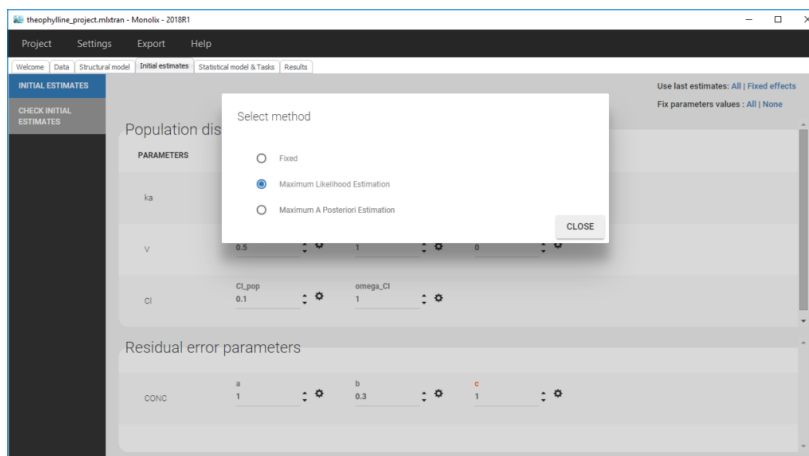 theophylline_project.mlxtran - Monolix - 2018R1
Project Settings Export Help
Welcome Data Structural model Initial estimates Statistical model & Tasks Results
INITIAL ESTIMATES
CHECK INITIAL
ESTIMATES
Use last estimates: All | Fixed effects
Fix parameters values : All | None
Population dis
PARAMETERS
Select method
Fixed
Maximum Likelihood Estimation
Maximum A Posteriori Estimation
CLOSE
ka
V 0.5 1 0
Cl_pop omega_Cl
Cl 0.1 1
Residual error parameters
a b c
CONC 1 0.3 1